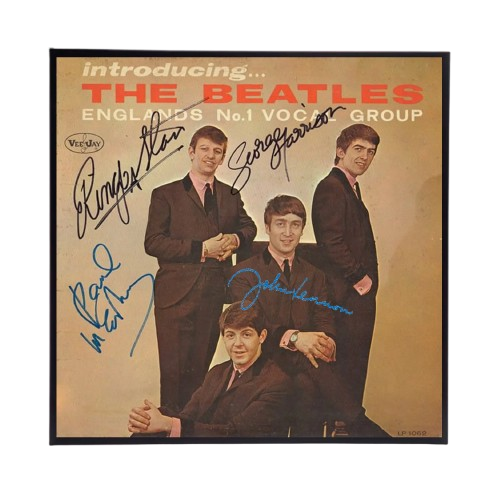 introducing...
THE BEATLES
ENGLANDS No.1 VOCAL GROUP
VEE JAY
Ringo Starr
George Harrison
Paul McCartney
John Lennon
LP-1062